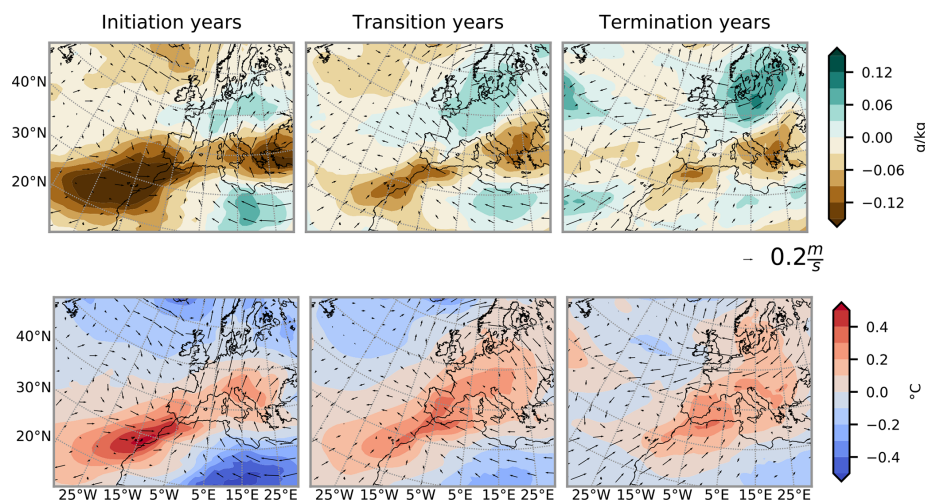 Initiation years Transition years Termination years
40°N
30°N
20°N
0.12
0.06
0.00
−0.06
−0.12
g/kg
0.2 m/s
40°N
30°N
20°N
0.4
0.2
0.0
−0.2
−0.4
°C
25°W 15°W 5°W 5°E 15°E 25°E 25°W 15°W 5°W 5°E 15°E 25°E 25°W 15°W 5°W 5°E 15°E 25°E